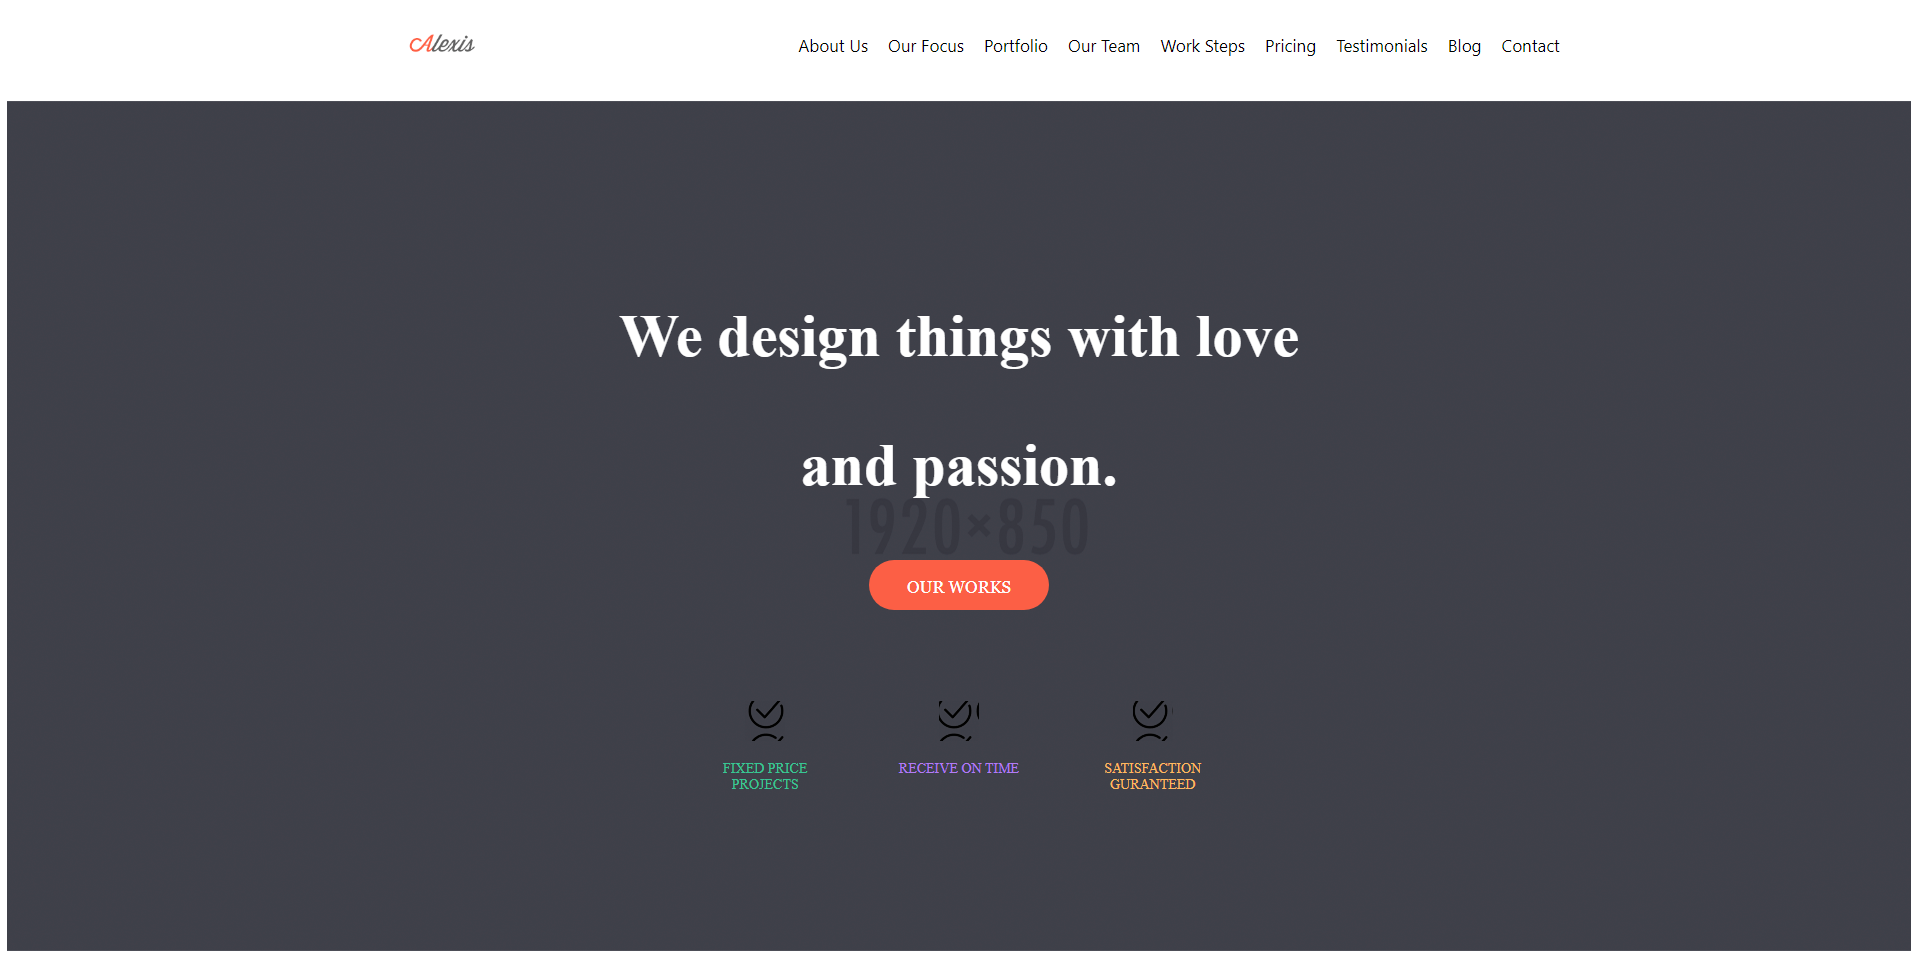 Alexis
About Us Our Focus Portfolio Our Team Work Steps Pricing Testimonials Blog Contact
We design things with love
and passion.
1920×850
OUR WORKS
FIXED PRICE
PROJECTS
RECEIVE ON TIME
SATISFACTION
GURANTEED